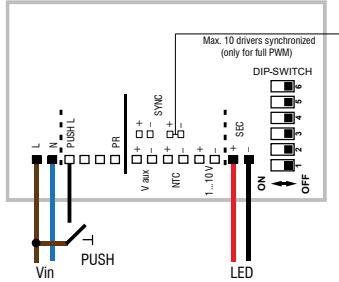 Max. 10 drivers synchronized
(only for full PWM)
DIP-SWITCH
6
5
4
3
2
1
ON
OFF
L
N
PUSH L
PR
SYNC
+
–
+
–
+
–
+
–
+
–
V aux
NTC
1...10 V
+
–
SEC
Vin
PUSH
LED